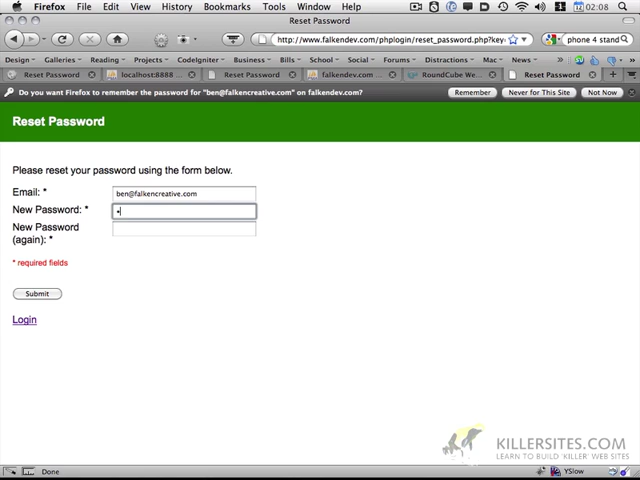 Firefox File Edit View History Bookmarks Tools Window Help 02:08
Reset Password
http://www.falkendev.com/phplogin/reset_password.php?key= phone 4 stand
Design Galleries Reading CodeIgniter Business Bills Social Forums Distractions Mac Misc Projects
Reset Password localhost:8888 Reset Password falkendev.com ... RoundCube We... Reset Password
Do you want Firefox to remember the password for "ben@falkencreative.com" on falkendev.com? Remember Never for This Site Not Now
Reset Password
Please reset your password using the form below.
Email: * ben@falkencreative.com
New Password: *
New Password
(again): *
* required fields
Submit
Login
KILLERSITES.COM
LEARN TO BUILD 'KILLER' WEB SITES
Done YSlow